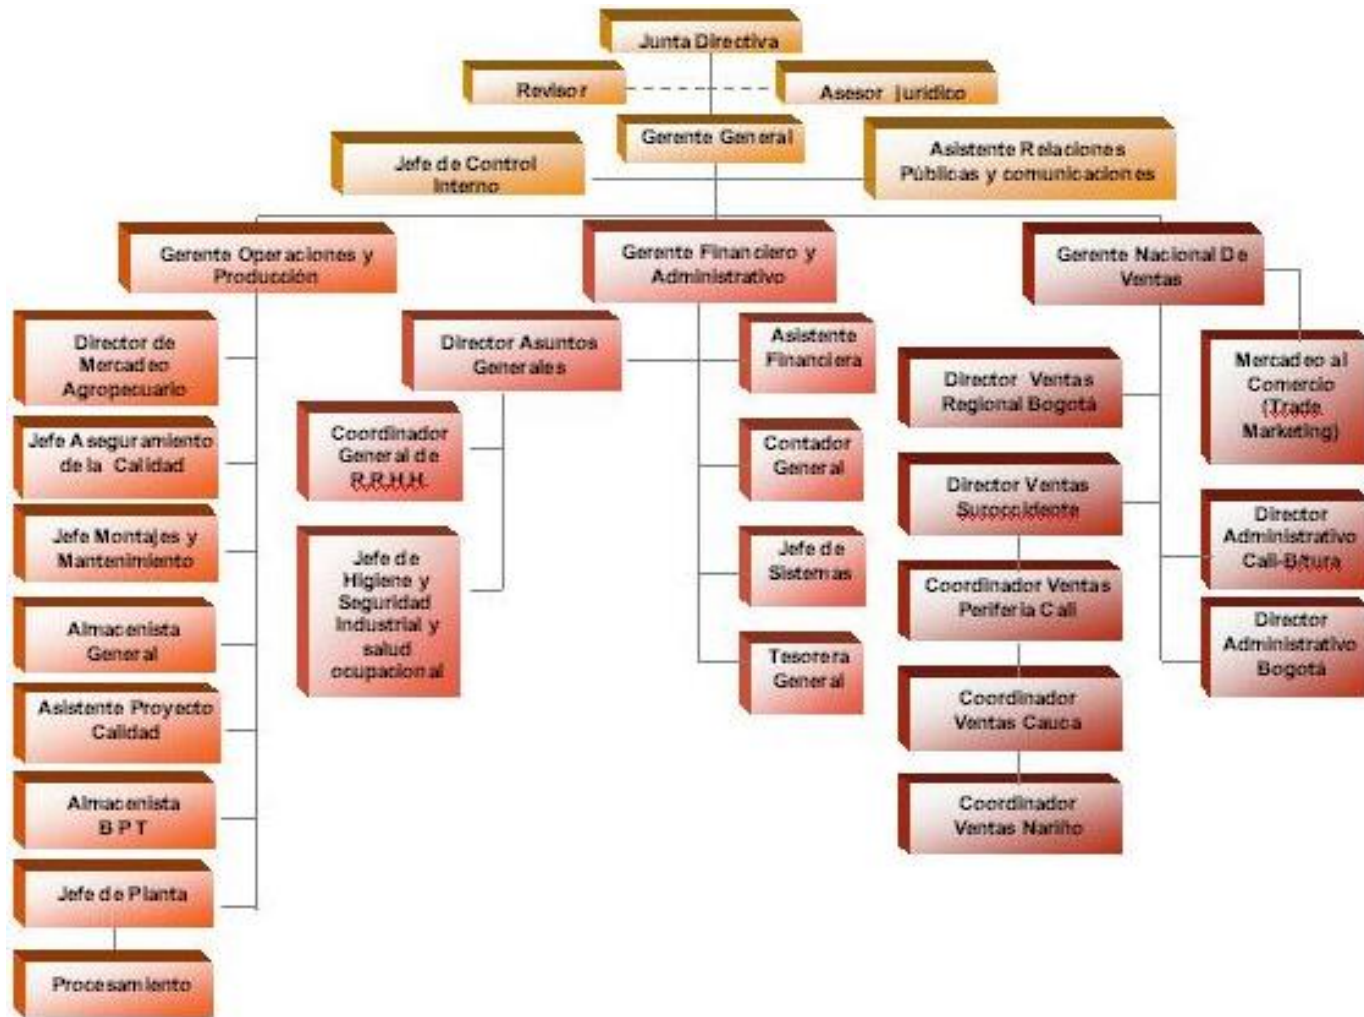 Junta Directiva
Revisor
Asesor jurídico
Gerente General
Jefe de Control
Interno
Asistente Relaciones
Públicas y comunicaciones
Gerente Operaciones y
Producción
Gerente Financiero y
Administrativo
Gerente Nacional De
Ventas
Director de
Mercadeo
Agropecuario
Jefe Aseguramiento
de la Calidad
Jefe Montajes y
Mantenimiento
Almacenista
General
Asistente Proyecto
Calidad
Almacenista
B P T
Jefe de Planta
Procesamiento
Director Asuntos
Generales
Coordinador
General de
R.R.H.H.
Jefe de
Higiene y
Seguridad
Industrial y
salud
ocupacional
Asistente
Financiera
Contador
General
Jefe de
Sistemas
Tesorera
General
Director Ventas
Regional Bogotá
Director Ventas
Suroccidente
Coordinador Ventas
Periferia Cali
Coordinador
Ventas Cauca
Coordinador
Ventas Nariño
Mercadeo al
Comercio
(Trade
Marketing)
Director
Administrativo
Cali-B/tura
Director
Administrativo
Bogotá